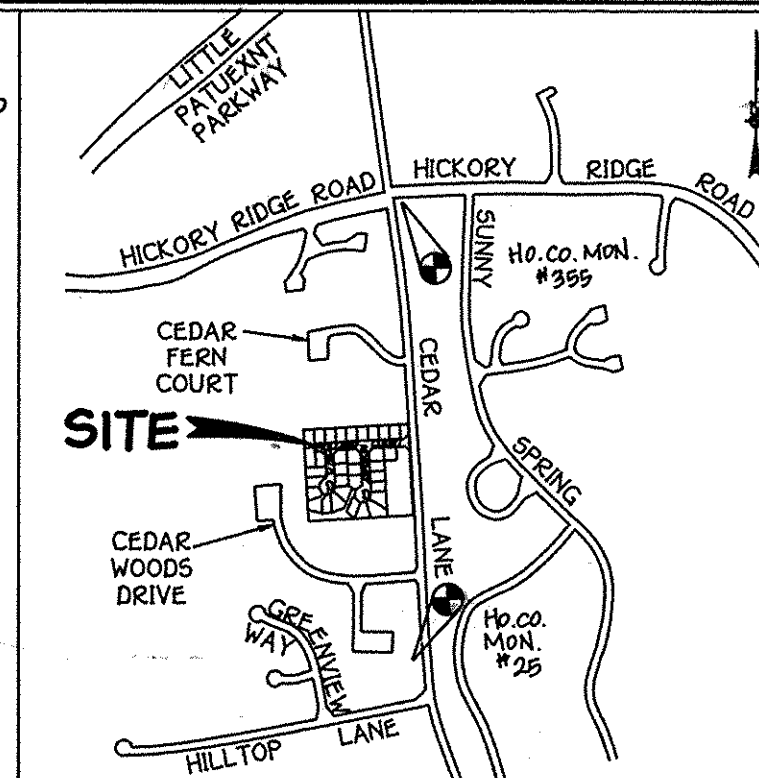 LITTLE
PATUEXNT
PARKWAY
HICKORY RIDGE ROAD
HICKORY RIDGE ROAD
SUNNY
HO.CO. MON.
#355
CEDAR
FERN
COURT
CEDAR
SITE
SPRING
CEDAR
WOODS
DRIVE
LANE
GREENVIEW
WAY
HO.CO.
MON.
#25
HILLTOP LANE